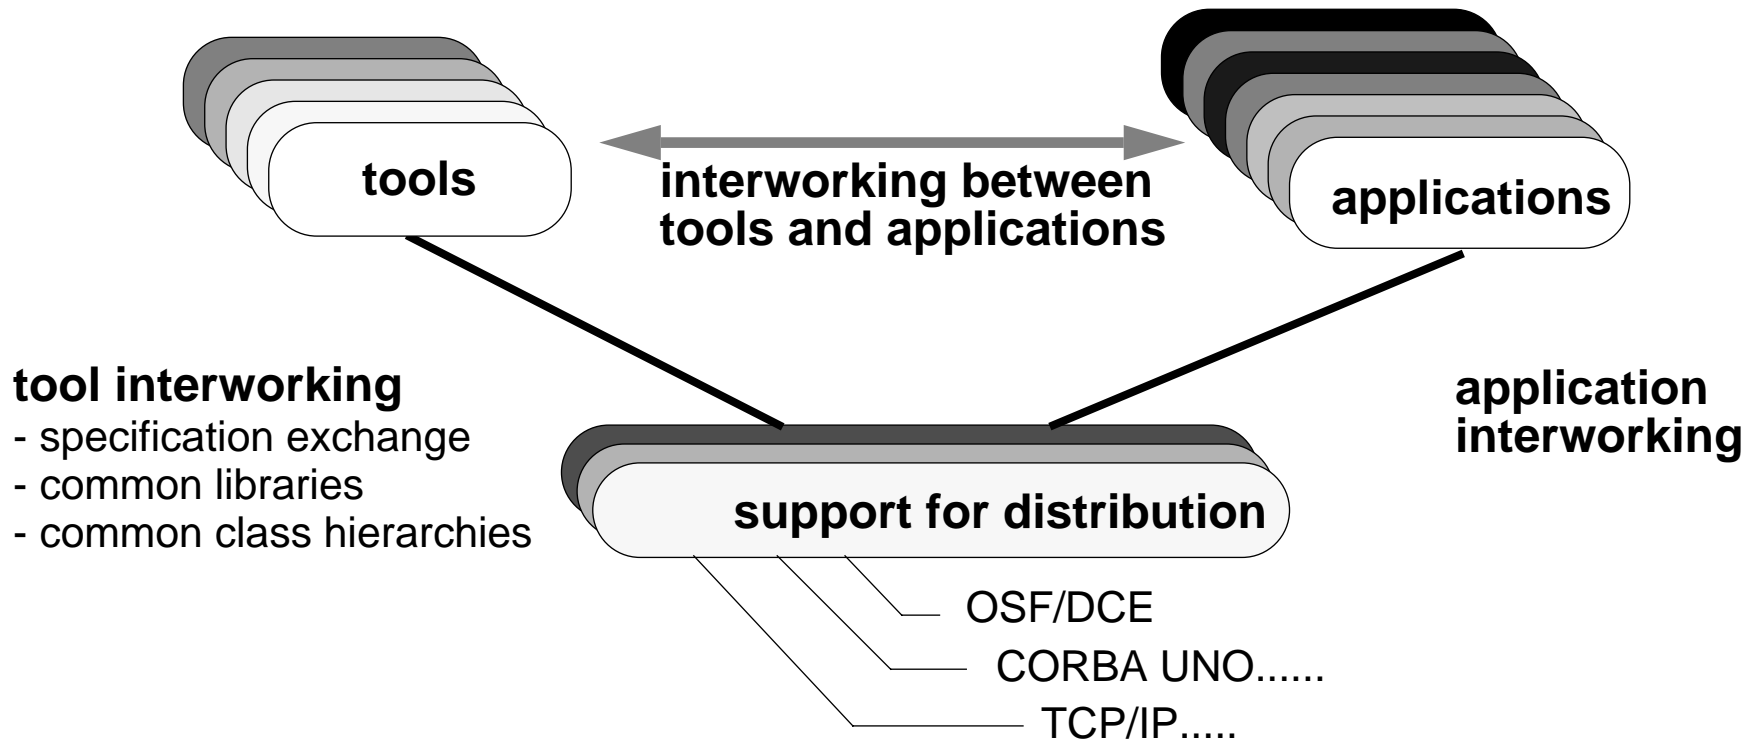 tools
interworking between
tools and applications
applications
tool interworking
- specification exchange
- common libraries
- common class hierarchies
application
interworking
support for distribution
OSF/DCE
CORBA UNO......
TCP/IP.....